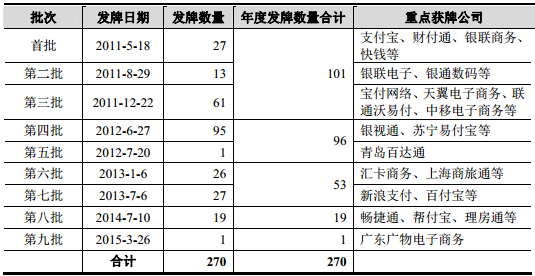 批次 发牌日期 发牌数量 年度发牌数量合计 重点获牌公司
首批 2011-5-18 27 101 支付宝、财付通、银联商务、
快钱等
第二批 2011-8-29 13 银联电子、银通数码等
第三批 2011-12-22 61 宝付网络、天翼电子商务、联
通沃易付、中移电子商务等
第四批 2012-6-27 95 96 银视通、苏宁易付宝等
第五批 2012-7-20 1 青岛百达通
第六批 2013-1-6 26 53 汇卡商务、上海商旅通等
第七批 2013-7-6 27 新浪支付、百付宝等
第八批 2014-7-10 19 19 畅捷通、帮付宝、理房通等
第九批 2015-3-26 1 1 广东广物电子商务
合计 270 270